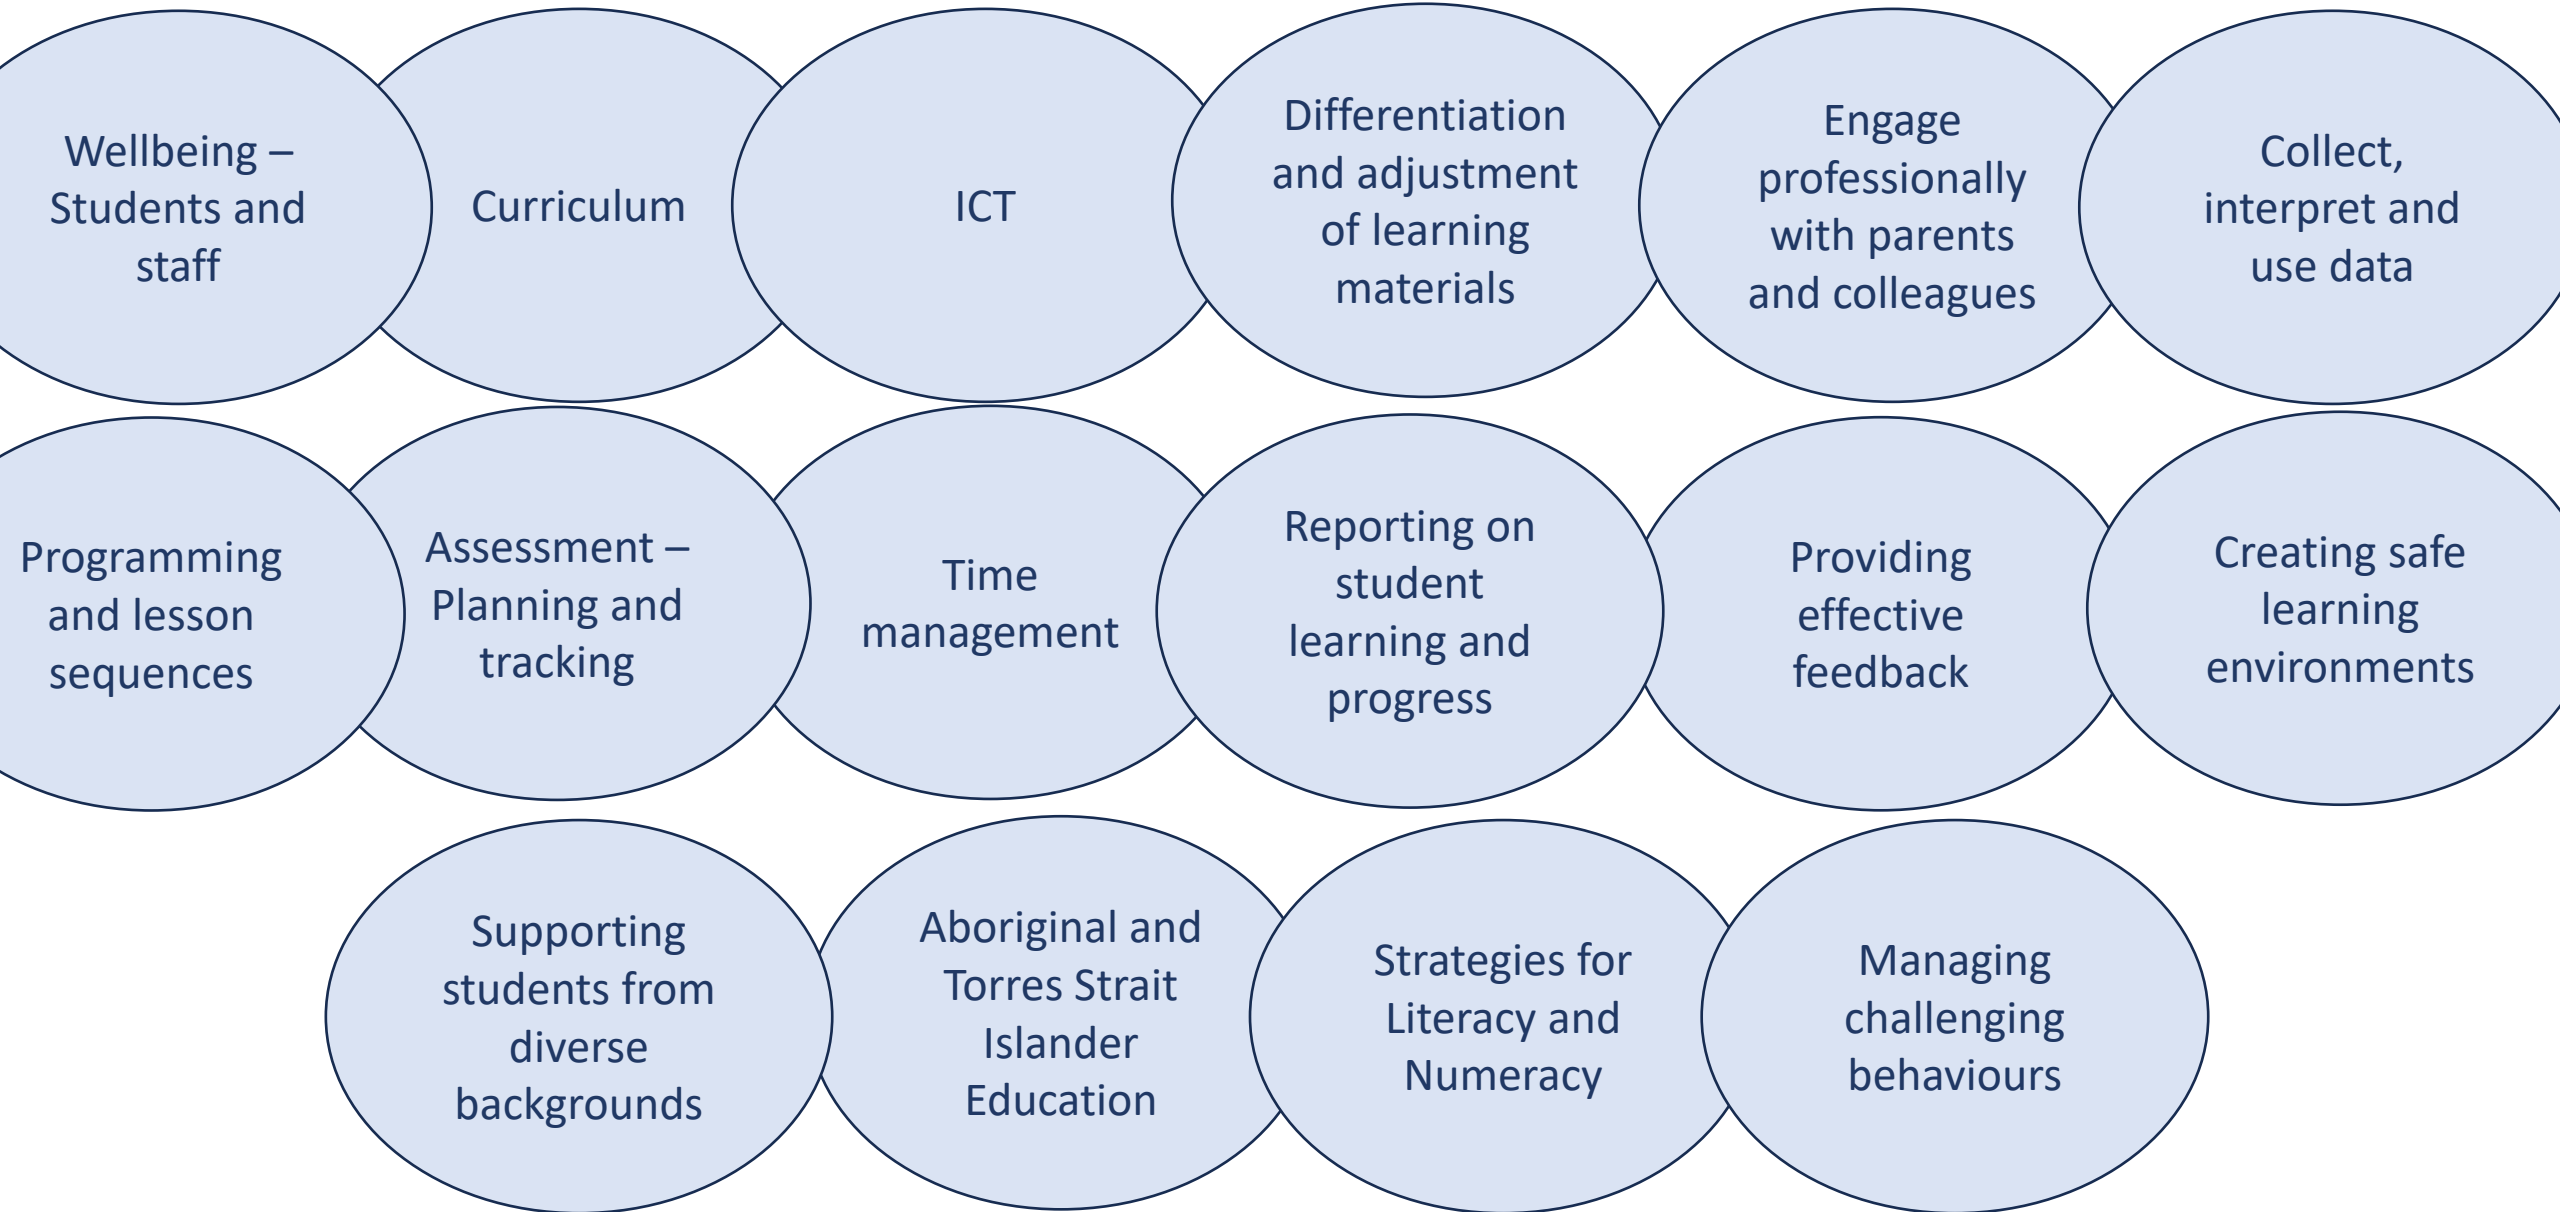 Wellbeing –
Students and
staff
Curriculum
ICT
Differentiation
and adjustment
of learning
materials
Engage
professionally
with parents
and colleagues
Collect,
interpret and
use data
Programming
and lesson
sequences
Assessment –
Planning and
tracking
Time
management
Reporting on
student
learning and
progress
Providing
effective
feedback
Creating safe
learning
environments
Supporting
students from
diverse
backgrounds
Aboriginal and
Torres Strait
Islander
Education
Strategies for
Literacy and
Numeracy
Managing
challenging
behaviours